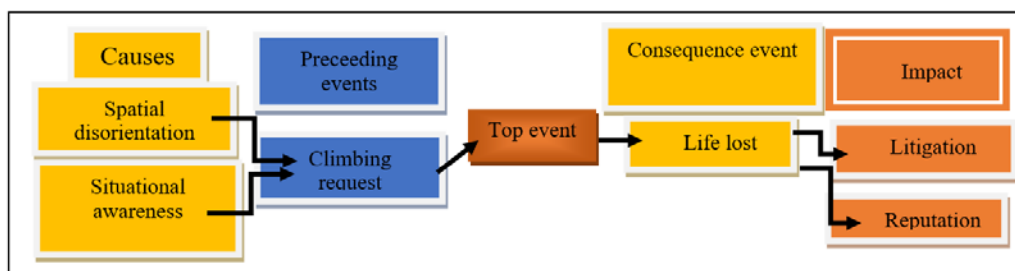 Causes
Preceeding
events
Consequence event
Impact
Spatial
disorientation
Situational
awareness
Climbing
request
Top event
Life lost
Litigation
Reputation